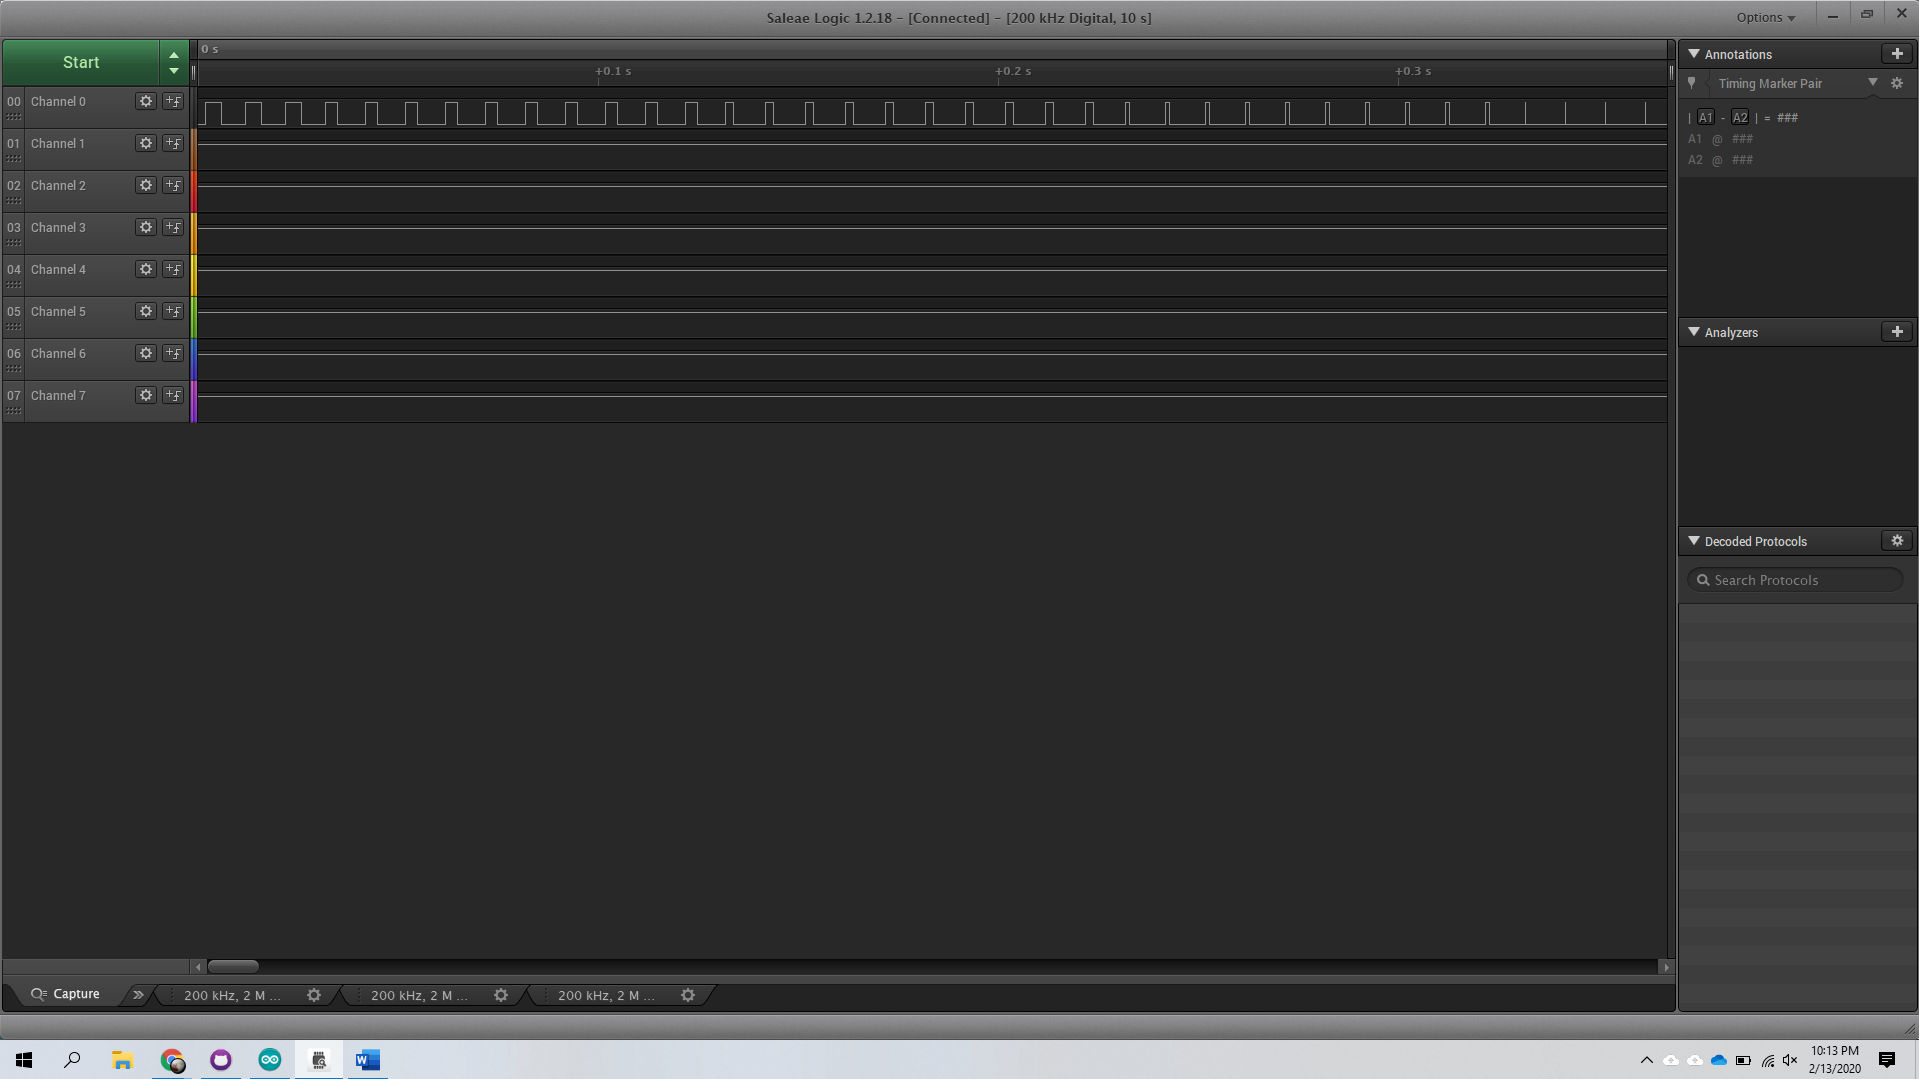 Saleae Logic 1.2.18 - [Connected] - [200 kHz Digital, 10 s]
Options
Start
0 s
+0.1 s
+0.2 s
+0.3 s
00 Channel 0
01 Channel 1
02 Channel 2
03 Channel 3
04 Channel 4
05 Channel 5
06 Channel 6
07 Channel 7
Annotations
Timing Marker Pair
| A1 - A2 | = ###
A1 @ ###
A2 @ ###
Analyzers
Decoded Protocols
Search Protocols
Capture
200 kHz, 2 M ...
200 kHz, 2 M ...
200 kHz, 2 M ...
10:13 PM
2/13/2020